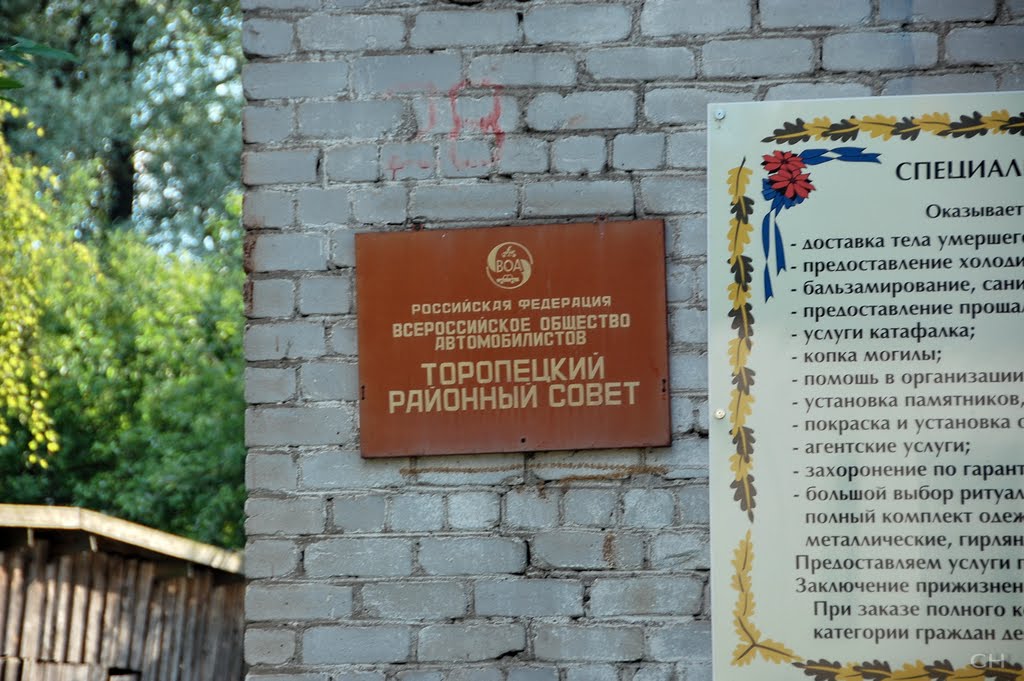 ВОА
РОССИЙСКАЯ ФЕДЕРАЦИЯ
ВСЕРОССИЙСКОЕ ОБЩЕСТВО
АВТОМОБИЛИСТОВ
ТОРОПЕЦКИЙ
РАЙОННЫЙ СОВЕТ
СПЕЦИАЛ
Оказывает
- доставка тела умершего
- предоставление холоди
- бальзамирование, сани
- предоставление проща
- услуги катафалка;
- копка могилы;
- помощь в организации
- установка памятников,
- покраска и установка о
- агентские услуги;
- захоронение по гарант
- большой выбор ритуал
полный комплект одеж
металлические, гирлян
Предоставляем услуги п
Заключение прижизнен
При заказе полного ко
категории граждан де
CH